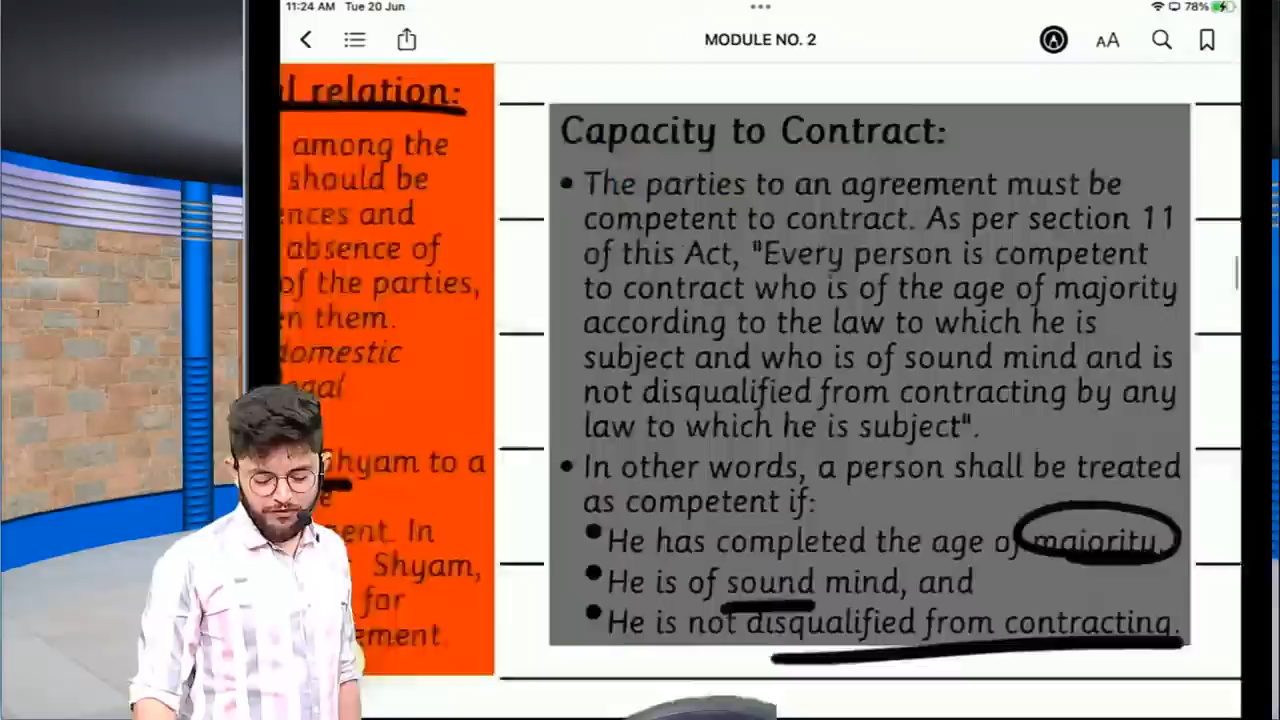 11:24 AM Tue 20 Jun
78%
MODULE NO. 2
AA
l relation:
among the
should be
ences and
absence of
of the parties,
en them.
domestic
Shyam to a
ent. In
Shyam,
for
ement.
Capacity to Contract:
• The parties to an agreement must be
competent to contract. As per section 11
of this Act, "Every person is competent
to contract who is of the age of majority
according to the law to which he is
subject and who is of sound mind and is
not disqualified from contracting by any
law to which he is subject".
• In other words, a person shall be treated
as competent if:
• He has completed the age of majority,
• He is of sound mind, and
• He is not disqualified from contracting.